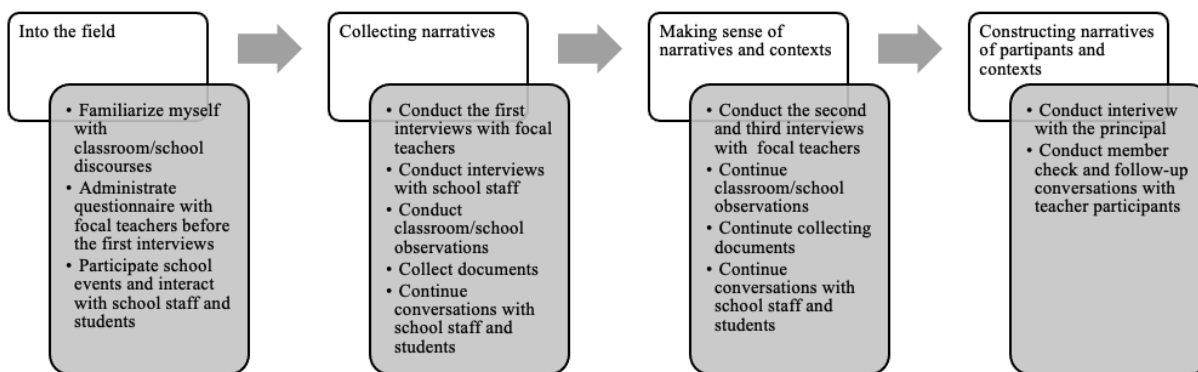 Into the field
• Familiarize myself
with
classroom/school
discourses
• Administrate
questionnaire with
focal teachers before
the first interviews
• Participate school
events and interact
with school staff and
students
Collecting narratives
• Conduct the first
interviews with focal
teachers
• Conduct interviews
with school staff
• Conduct
classroom/school
observations
• Collect documents
• Continue
conversations with
school staff and
students
Making sense of
narratives and contexts
• Conduct the second
and third interviews
with focal teachers
• Continue
classroom/school
observations
• Continute collecting
documents
• Continue
conversations with
school staff and
students
Constructing narratives
of partipants and
contexts
• Conduct interivew
with the principal
• Conduct member
check and follow-up
conversations with
teacher participants